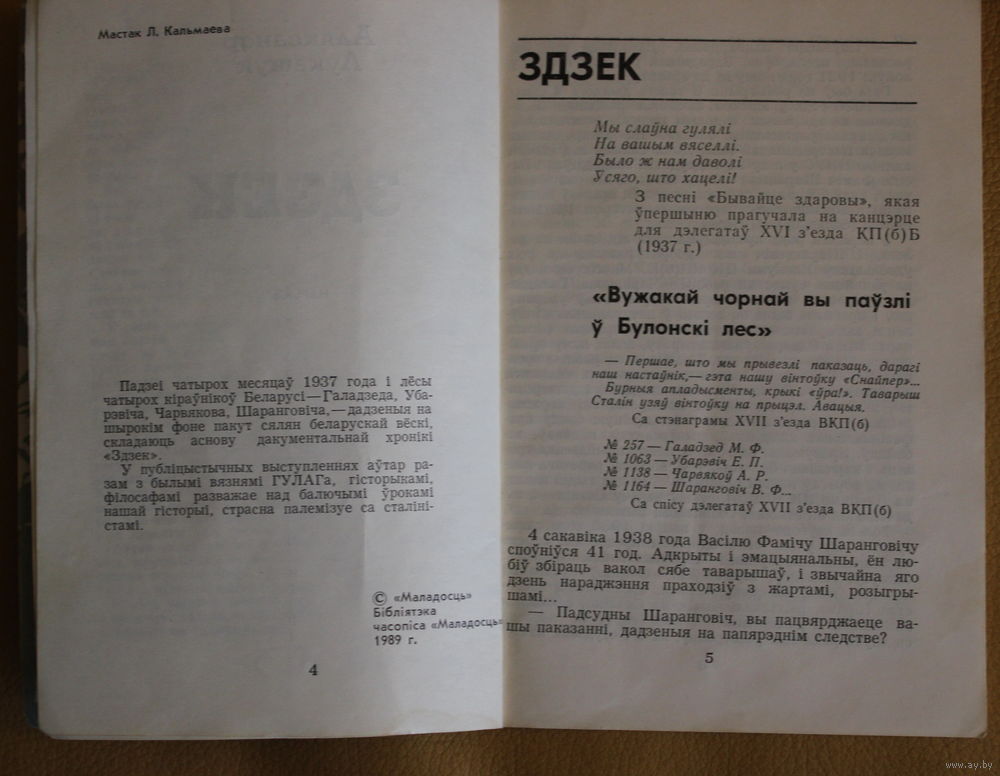 Мастак Л. Кальмаева
Падзеі чатырох месяцаў 1937 года і лёсы
чатырох кіраўнікоў Беларусі — Галадзеда, Уба-
рэвіча, Чарвякова, Шаранговіча,— дадзеныя на
шырокім фоне пакут сялян беларускай вёскі,
складаюць аснову дакументальнай хронікі
«Здзек».
У публіцыстычных выступленнях аўтар ра-
зам з былымі вязнямі ГУЛАГа, гісторыкамі,
філосафамі разважае над балючымі ўрокамі
нашай гісторыі, страсна палемізуе са сталініс-
стамі.
© «Маладосць»
Бібліятэка
часопіса «Маладосць»
1989 г.
4
ЗДЗЕК
Мы слаўна гулялі
На вашым вяселлі.
Было ж нам даволі
Усяго, што хацелі!
З песні «Бывайце здаровы», якая
ўпершыню прагучала на канцэрце
для дэлегатаў XVI з'езда КП(б)Б
(1937 г.)
«Вужакай чорнай вы паўзлі
ў Булонскі лес»
— Першае, што мы прывезлі паказаць, дарагі
наш настаўнік,— гэта нашу вінтоўку «Снайпер»...
Бурныя апладысменты, крыкі «ўра!». Таварыш
Сталін узяў вінтоўку на прыцэл. Авацыя.
Са стэнаграмы XVII з'езда ВКП(б)
№ 257 — Галадзед М. Ф.
№ 1063 — Убарэвіч Е. П.
№ 1138 — Чарвякоў А. Р.
№ 1164 — Шаранговіч В. Ф...
Са спісу дэлегатаў XVII з'езда ВКП(б)
4 сакавіка 1938 года Васілю Фамічу Шаранговічу
споўніўся 41 год. Адкрыты і эмацыянальны, ён лю-
біў збіраць вакол сябе таварышаў, і звычайна яго
дзень нараджэння праходзіў з жартамі, розыгры-
шамі...
— Падсудны Шаранговіч, вы пацвярджаеце ва-
шы паказанні, дадзеныя на папярэднім следстве?
5
www.ay.by